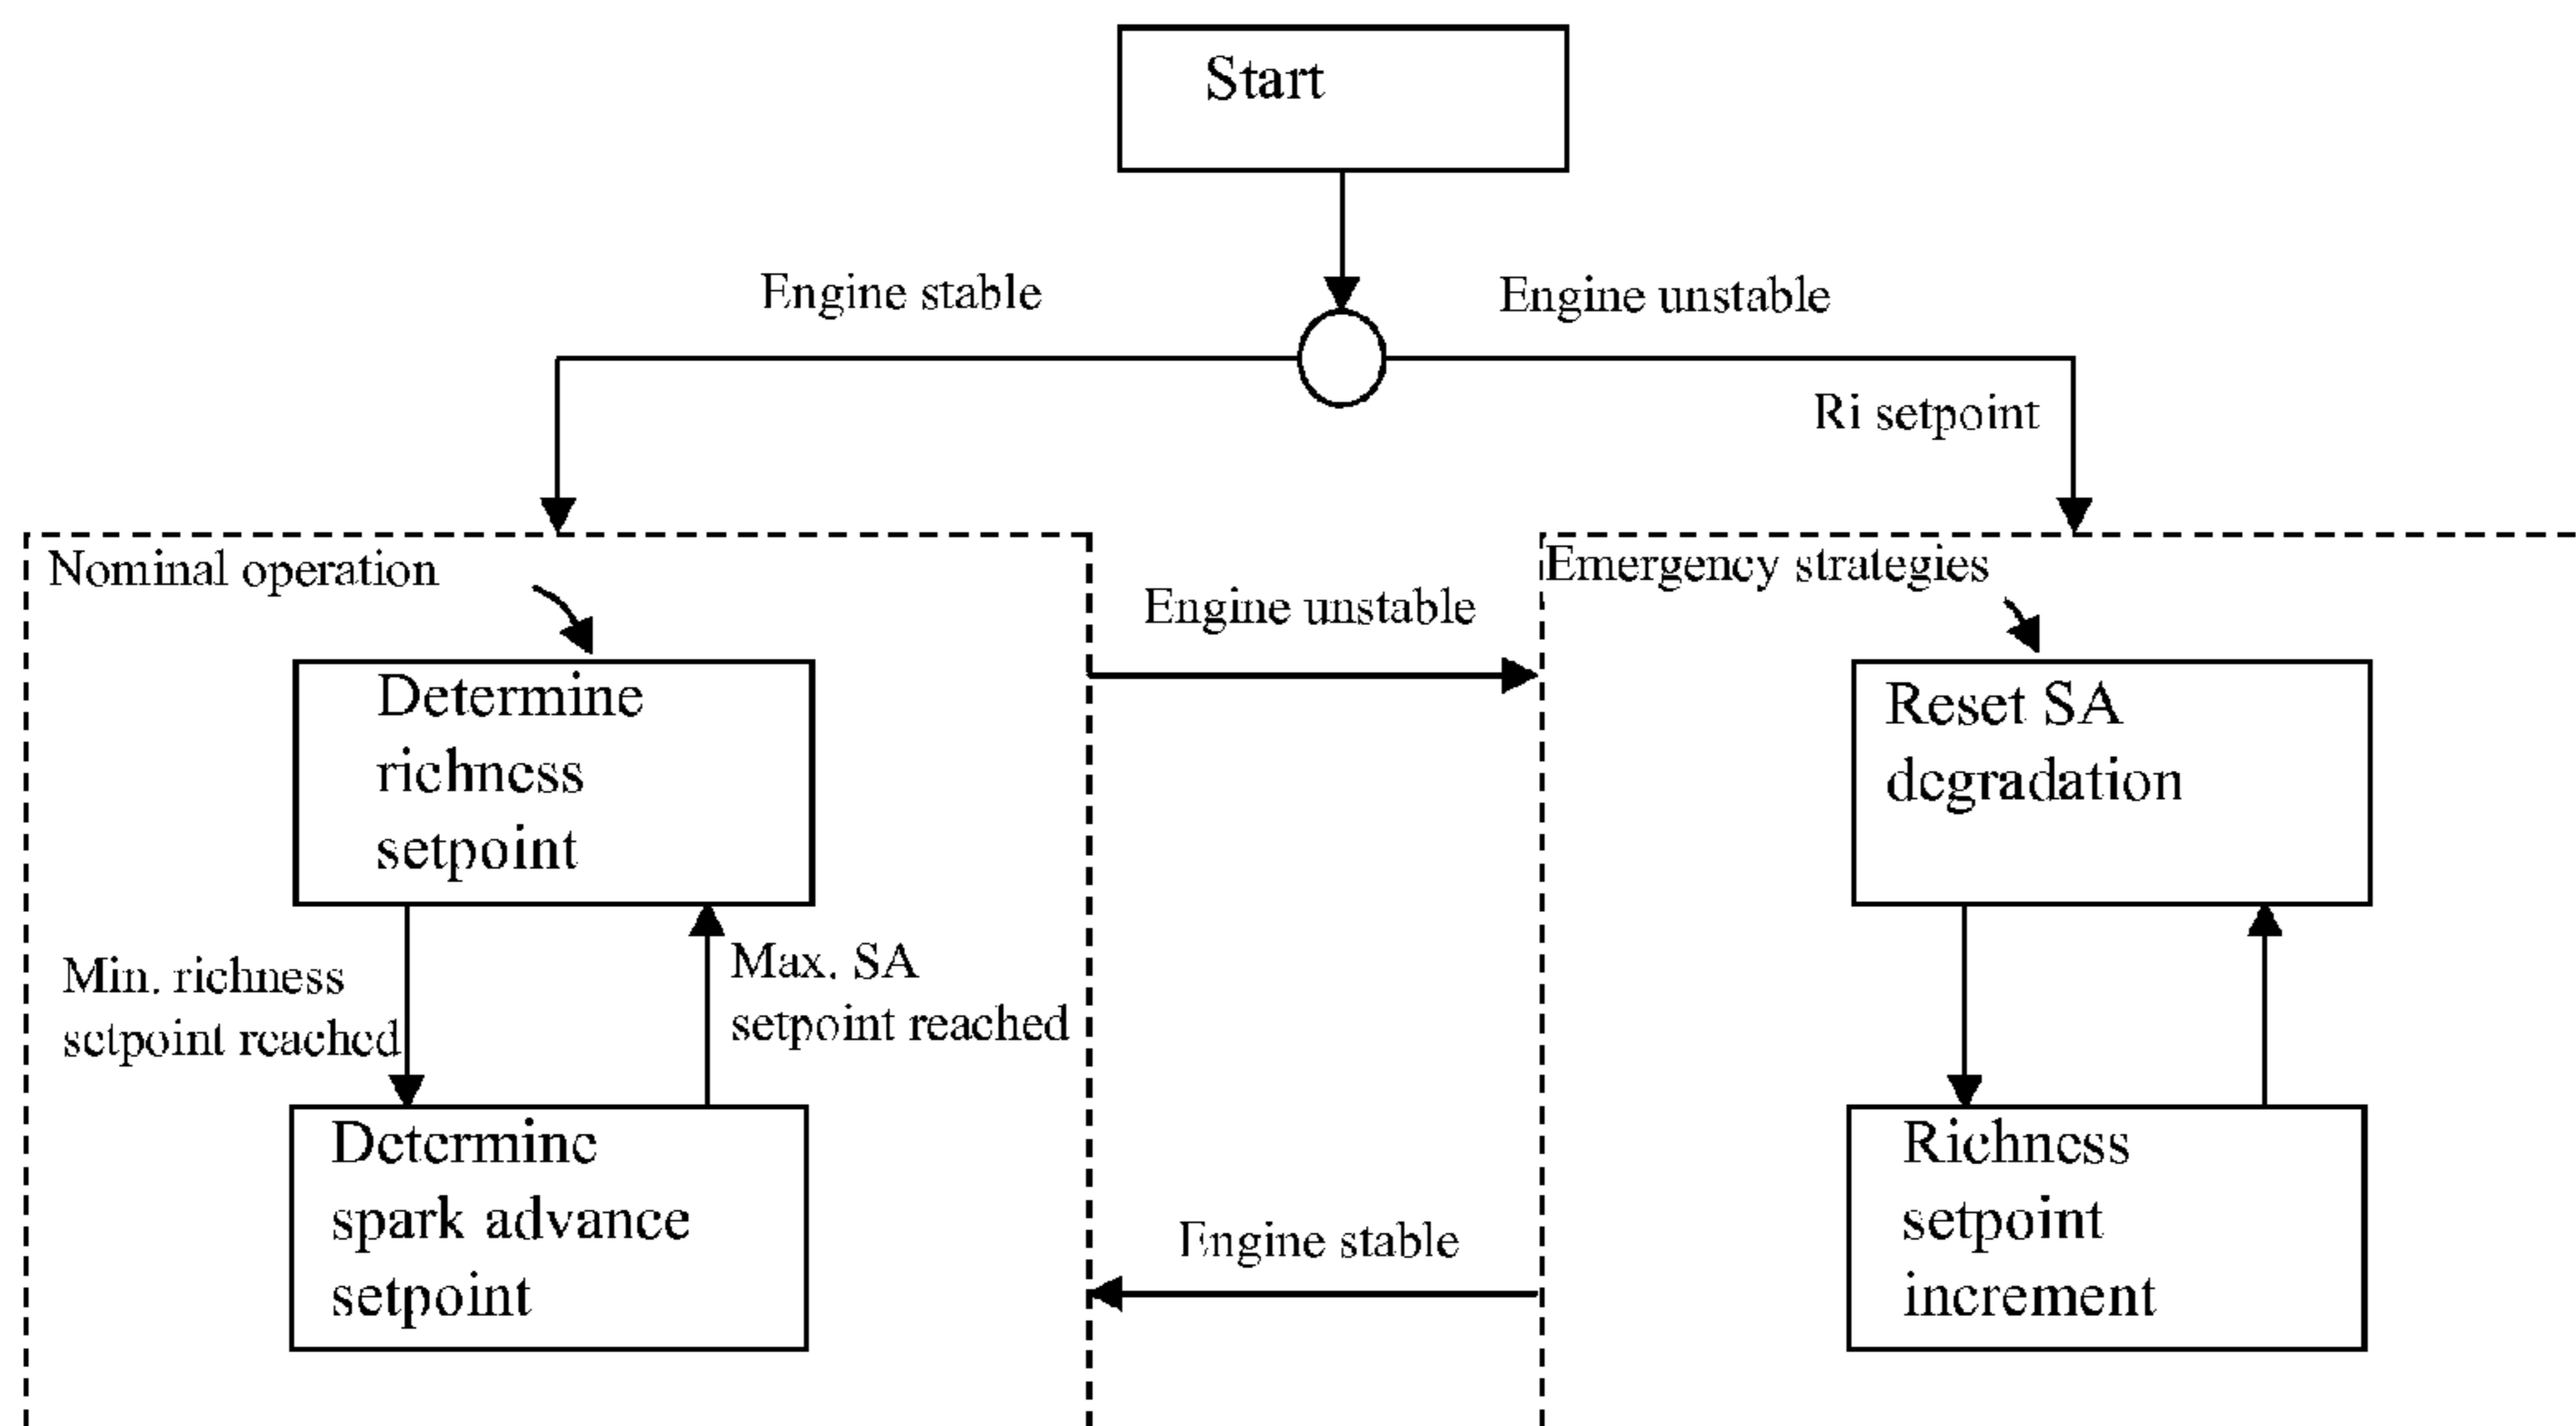 Start
Engine stable
Engine unstable
Ri setpoint
Nominal operation
Engine unstable
Emergency strategies
Determine
richness
setpoint
Reset SA
degradation
Min. richness
setpoint reached
Max. SA
setpoint reached
Determine
spark advance
setpoint
Engine stable
Richness
setpoint
increment